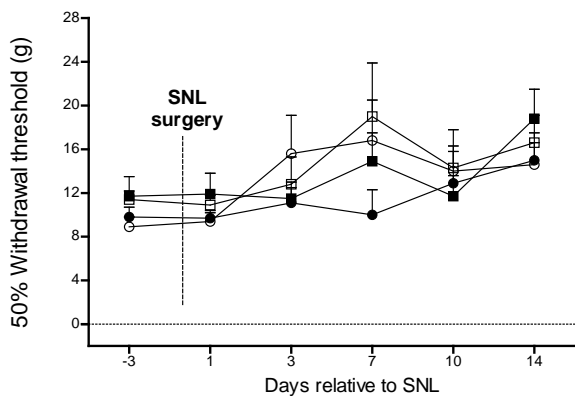 28
24
20
16
12
8
4
0
50% Withdrawal threshold (g)
SNL
surgery
-3 1 3 7 10 14
Days relative to SNL